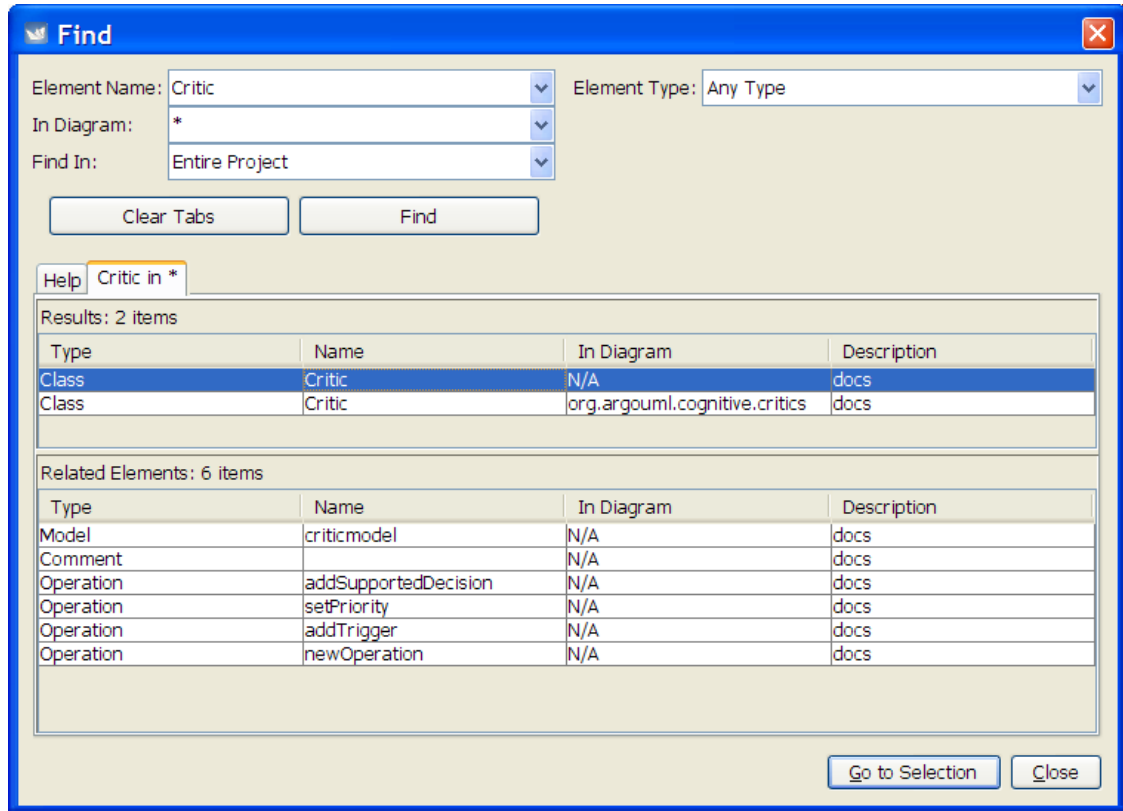 Find
Element Name: Critic Element Type: Any Type
In Diagram: *
Find In: Entire Project
Clear Tabs Find
Help Critic in *
Results: 2 items
Type Name In Diagram Description
Class Critic N/A docs
Class Critic org.argouml.cognitive.critics docs
Related Elements: 6 items
Type Name In Diagram Description
Model criticmodel N/A docs
Comment N/A docs
Operation addSupportedDecision N/A docs
Operation setPriority N/A docs
Operation addTrigger N/A docs
Operation newOperation N/A docs
Go to Selection Close